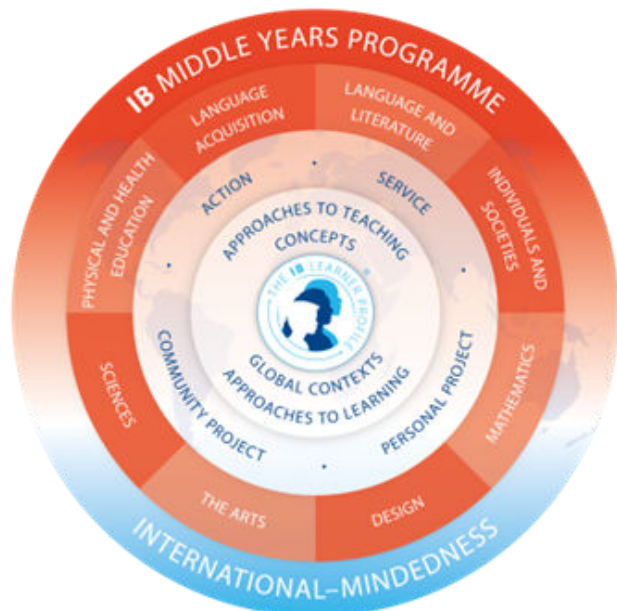 IB MIDDLE YEARS PROGRAMME
LANGUAGE
ACQUISITION
LANGUAGE AND
LITERATURE
INDIVIDUALS AND
SOCIETIES
MATHEMATICS
DESIGN
THE ARTS
SCIENCES
PHYSICAL AND HEALTH
EDUCATION
ACTION
SERVICE
PERSONAL PROJECT
COMMUNITY PROJECT
APPROACHES TO TEACHING
CONCEPTS
THE IB LEARNER PROFILE
®
GLOBAL CONTEXTS
APPROACHES TO LEARNING
INTERNATIONAL–MINDEDNESS